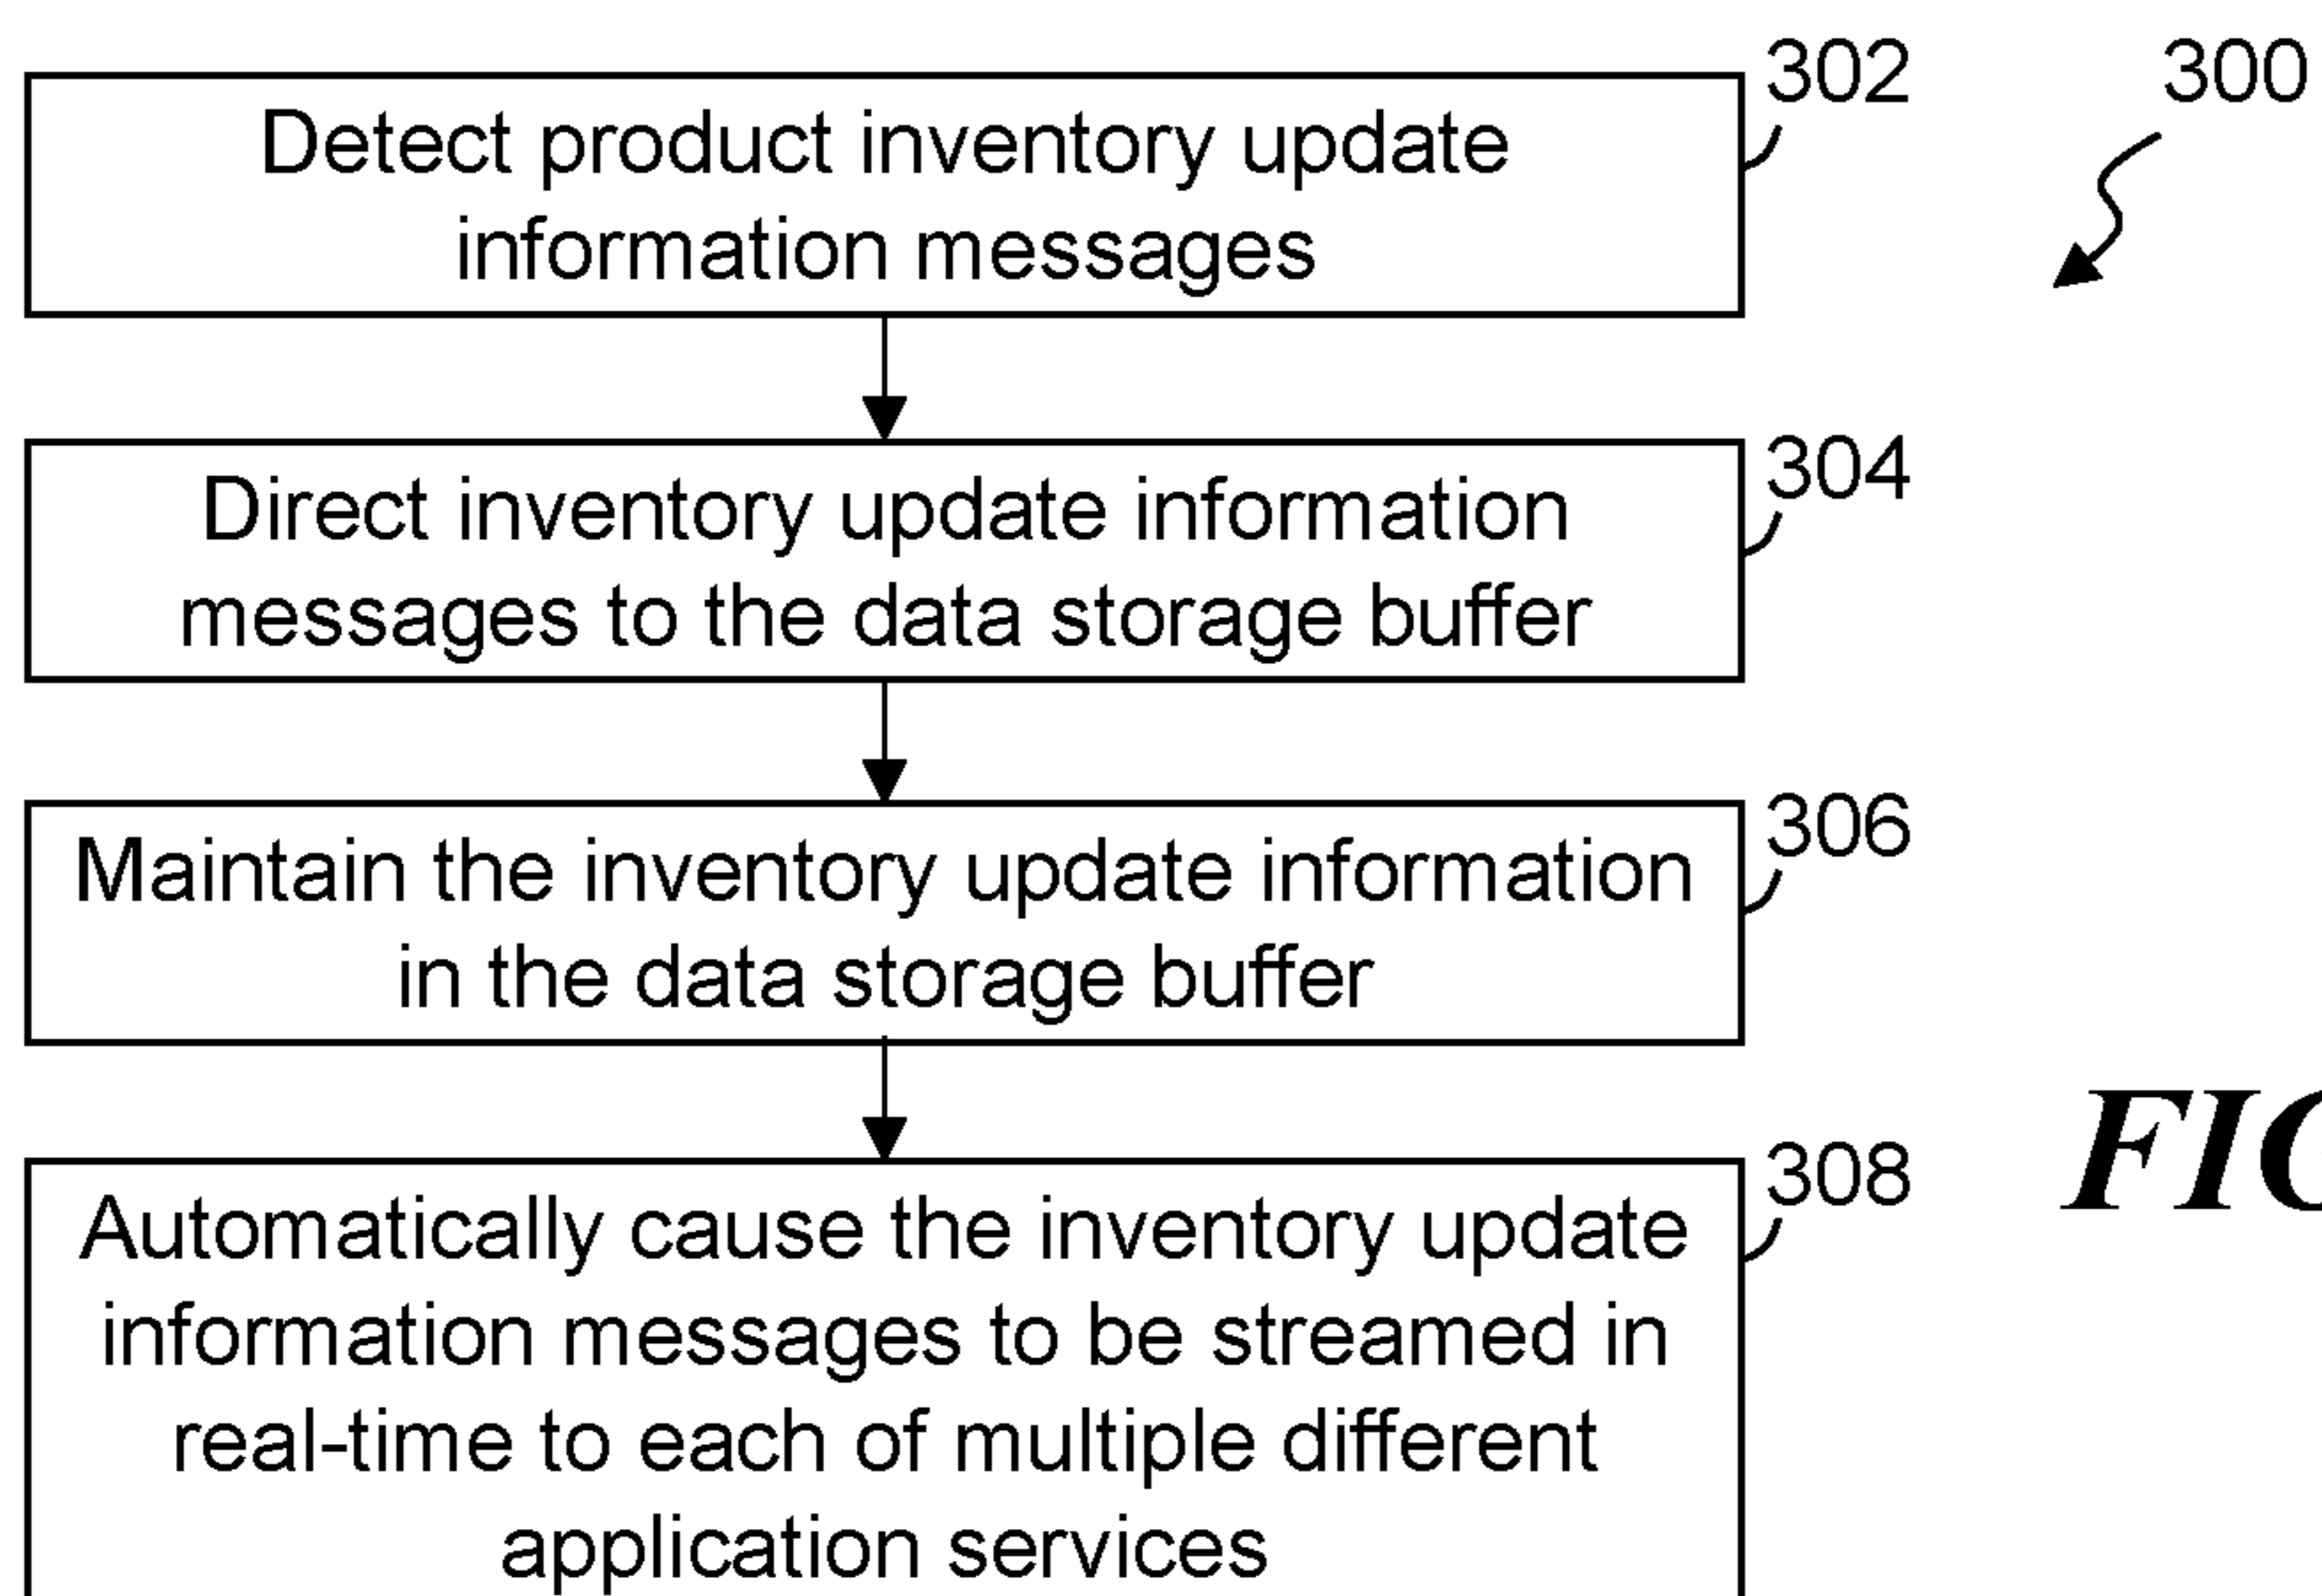 302
300
Detect product inventory update
information messages
304
Direct inventory update information
messages to the data storage buffer
306
Maintain the inventory update information
in the data storage buffer
308
Automatically cause the inventory update
information messages to be streamed in
real-time to each of multiple different
application services